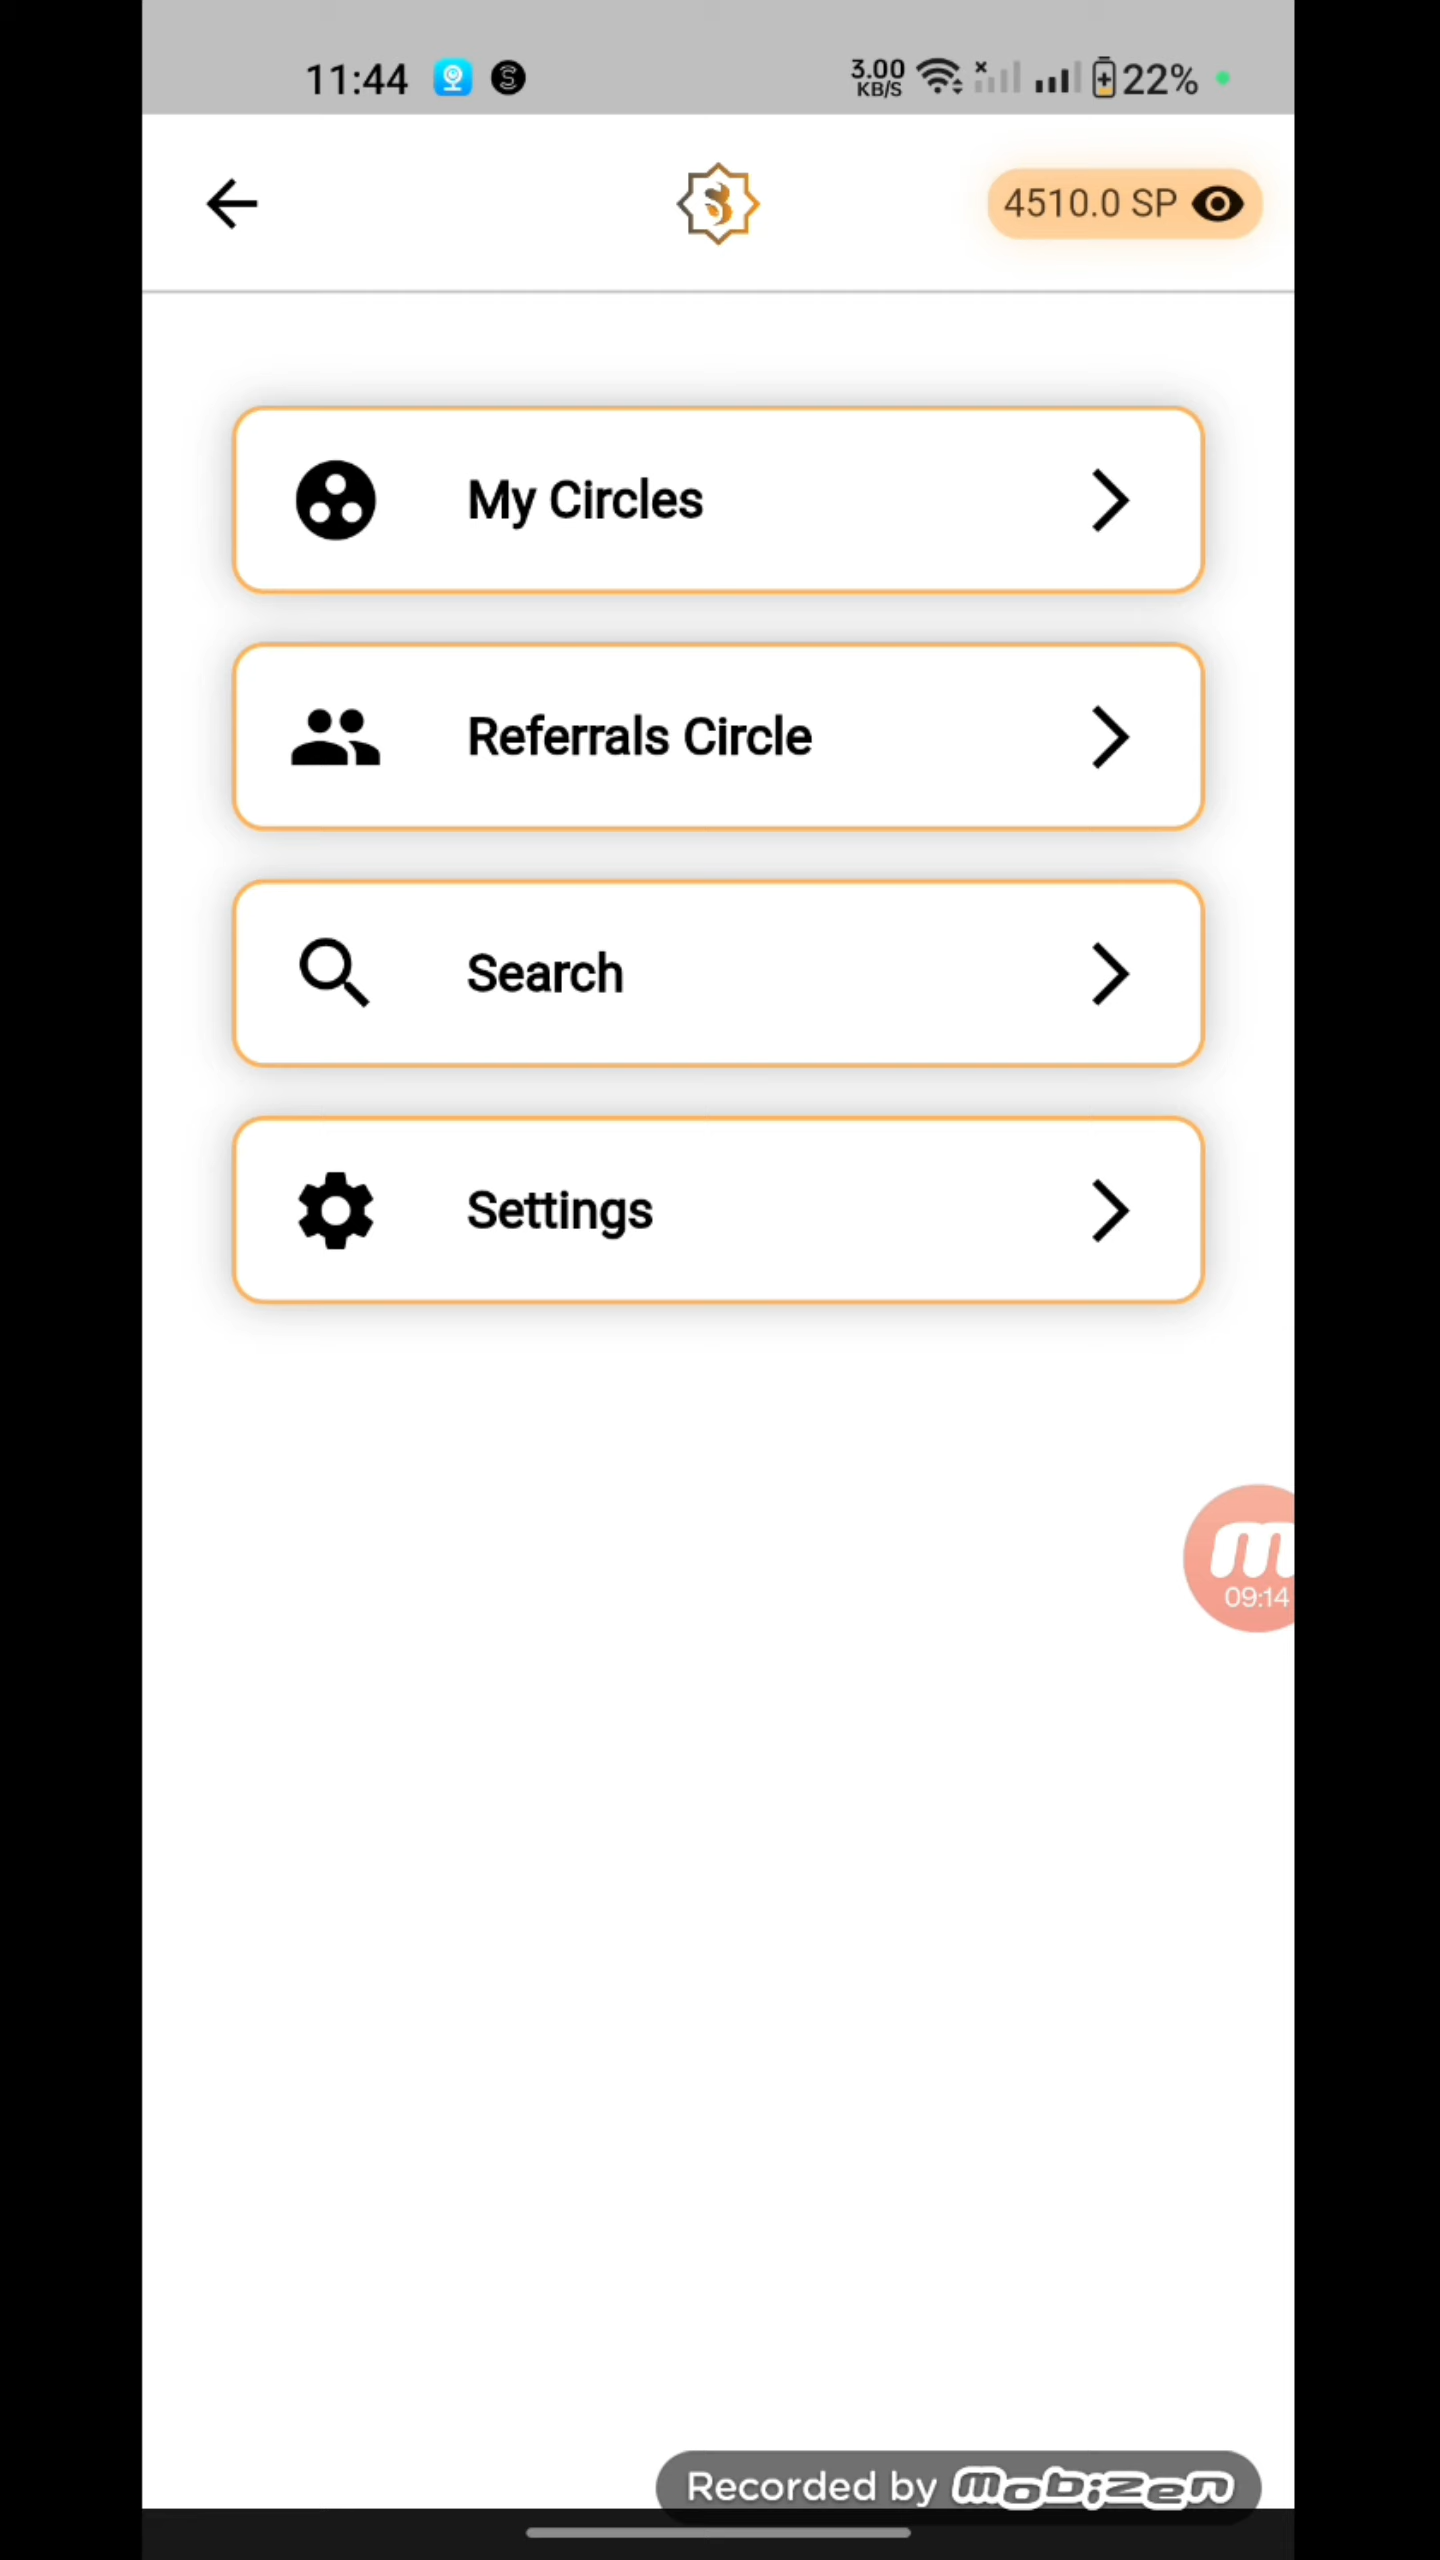 11:44
3.00
KB/S
22%
4510.0 SP
My Circles
Referrals Circle
Search
Settings
09:14
Recorded by mobizen